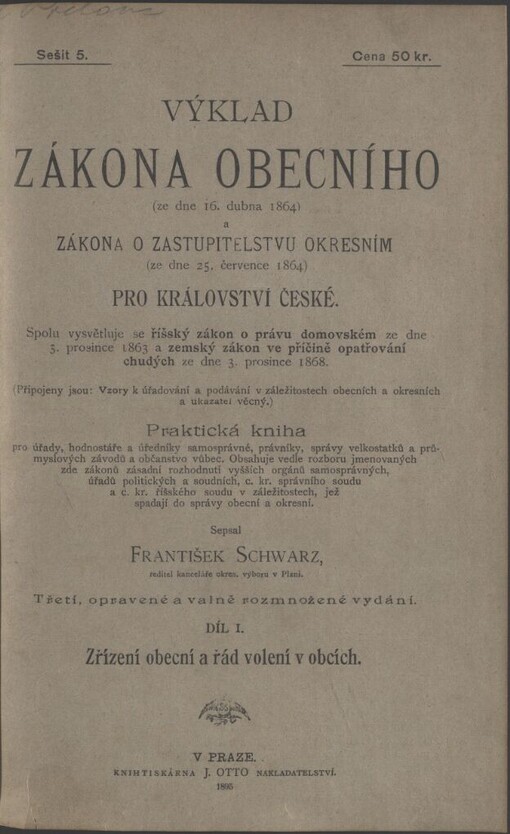 Sešit 5.
Cena 50 kr.
VÝKLAD
ZÁKONA OBECNÍHO
(ze dne 16. dubna 1864)
a
ZÁKONA O ZASTUPITELSTVU OKRESNÍM
(ze dne 25. července 1864)
PRO KRÁLOVSTVÍ ČESKÉ.
Spolu vysvětluje se říšský zákon o právu domovském ze dne
3. prosince 1863 a zemský zákon ve příčině opatřování
chudých ze dne 3. prosince 1868.
(Připojeny jsou: Vzory k úřadování a podávání v záležitostech obecních a okresních
a ukazatel věcný.)
Praktická kniha
pro úřady, hodnostáře a úředníky samosprávné, právníky, správy velkostatků a prů-
myslových závodů a občanstvo vůbec. Obsahuje vedle rozboru jmenovaných
zde zákonů zásadní rozhodnutí vyšších orgánů samosprávných,
úřadů politických a soudních, c. kr. správního soudu
a c. kr. říšského soudu v záležitostech, jež
spadají do správy obecní a okresní.
Sepsal
FRANTIŠEK SCHWARZ,
ředitel kanceláře okres. výboru v Plzni.
Třetí, opravené a valně rozmnožené vydání.
DÍL I.
Zřízení obecní a řád volení v obcích.
V PRAZE.
KNIHTISKÁRNA J. OTTO NAKLADATELSTVÍ.
1895